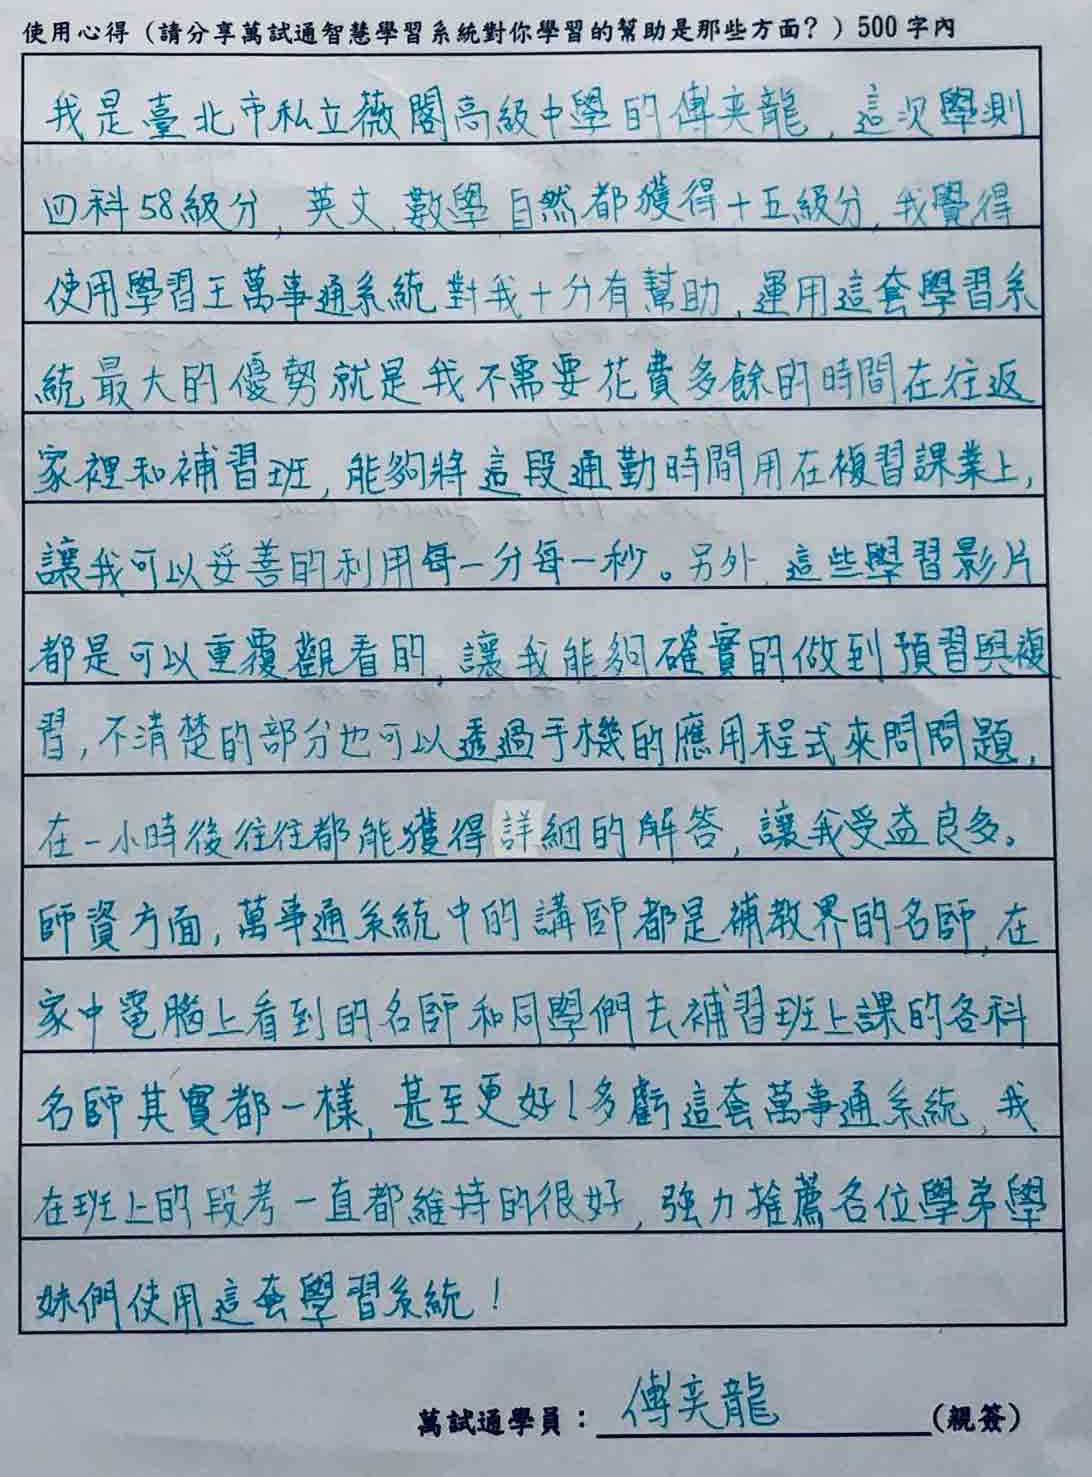 使用心得（請分享萬試通智慧學習系統對你學習的幫助是那些方面？）500字內
我是臺北市私立薇閣高級中學的傅奕龍，這次學測
四科58級分，英文、數學、自然都獲得十五級分，我覺得
使用學習王萬事通系統對我十分有幫助，運用這套學習系
統最大的優勢就是我不需要花費多餘的時間在往返
家裡和補習班，能夠將這段通勤時間用在複習課業上，
讓我可以妥善的利用每一分每一秒。另外，這些學習影片
都是可以重覆觀看的，讓我能夠確實的做到預習與複
習，不清楚的部分也可以透過手機的應用程式來問問題，
在一小時後往往都能獲得詳細的解答，讓我受益良多。
師資方面，萬事通系統中的講師都是補教界的名師，在
家中電腦上看到的名師和同學們去補習班上課的各科
名師其實都一樣，甚至更好！多虧這套萬事通系統，我
在班上的段考一直都維持的很好，強力推薦各位學弟學
妹們使用這套學習系統！
萬試通學員：傅奕龍（親簽）